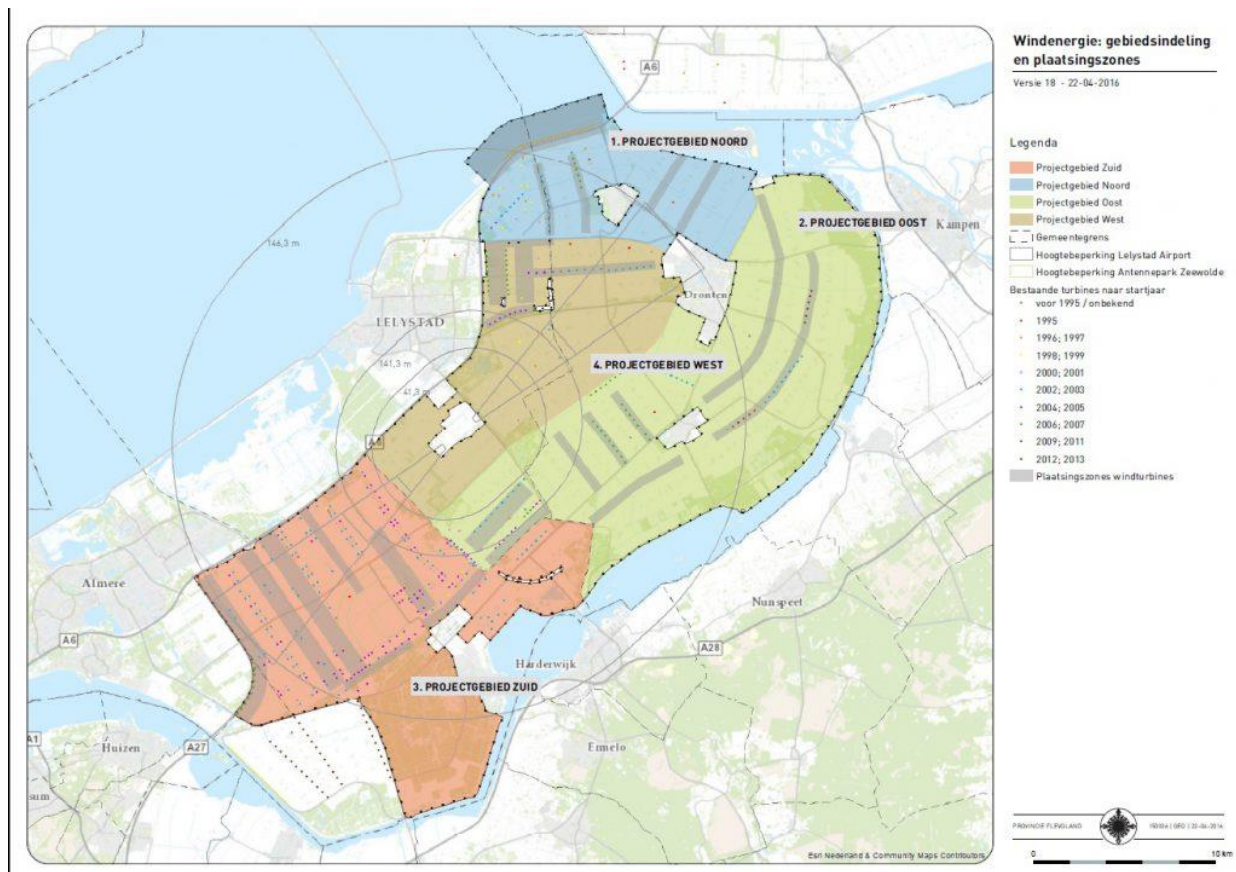 Windenergie: gebiedsindeling
en plaatsingszones
Versie 18 - 22-04-2016
Legenda
Projectgebied Zuid
Projectgebied Noord
Projectgebied Oost
Projectgebied West
Gemeentegrens
Hoogtebeperking Lelystad Airport
Hoogtebeperking Antennepark Zeewolde
Bestaande turbines naar startjaar
voor 1995 / onbekend
1995
1996; 1997
1998; 1999
2000; 2001
2002; 2003
2004; 2005
2006; 2007
2009; 2011
2012; 2013
Plaatsingszones windturbines
A6
1. PROJECTGEBIED NOORD
2. PROJECTGEBIED OOST
Kampen
146,3 m
Dronten
LELYSTAD
141,3 m
4. PROJECTGEBIED WEST
41,3 m
A6
Almere
A6
Nunspeet
A28
Harderwijk
3. PROJECTGEBIED ZUID
A1
Huizen
A27
Ermelo
sum
PROVINCIE FLEVOLAND
0 10 km
Esri Nederland & Community Maps Contributors